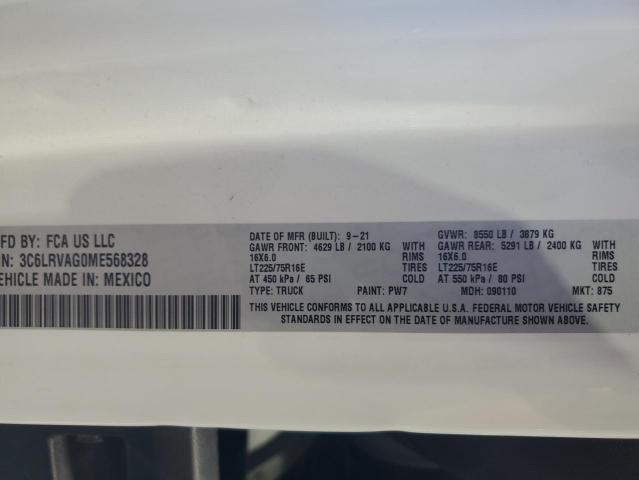 MFD BY: FCA US LLC
VIN: 3C6LRVAG0ME568328
VEHICLE MADE IN: MEXICO
DATE OF MFR (BUILT): 9-21 GVWR: 8550 LB / 3879 KG
GAWR FRONT: 4629 LB / 2100 KG WITH GAWR REAR: 5291 LB / 2400 KG WITH
16X6.0 RIMS 16X6.0 RIMS
LT225/75R16E TIRES LT225/75R16E TIRES
AT 450 kPa / 65 PSI COLD AT 550 kPa / 80 PSI COLD
TYPE: TRUCK PAINT: PW7 MDH: 090110 MKT: 875
THIS VEHICLE CONFORMS TO ALL APPLICABLE U.S.A. FEDERAL MOTOR VEHICLE SAFETY
STANDARDS IN EFFECT ON THE DATE OF MANUFACTURE SHOWN ABOVE.